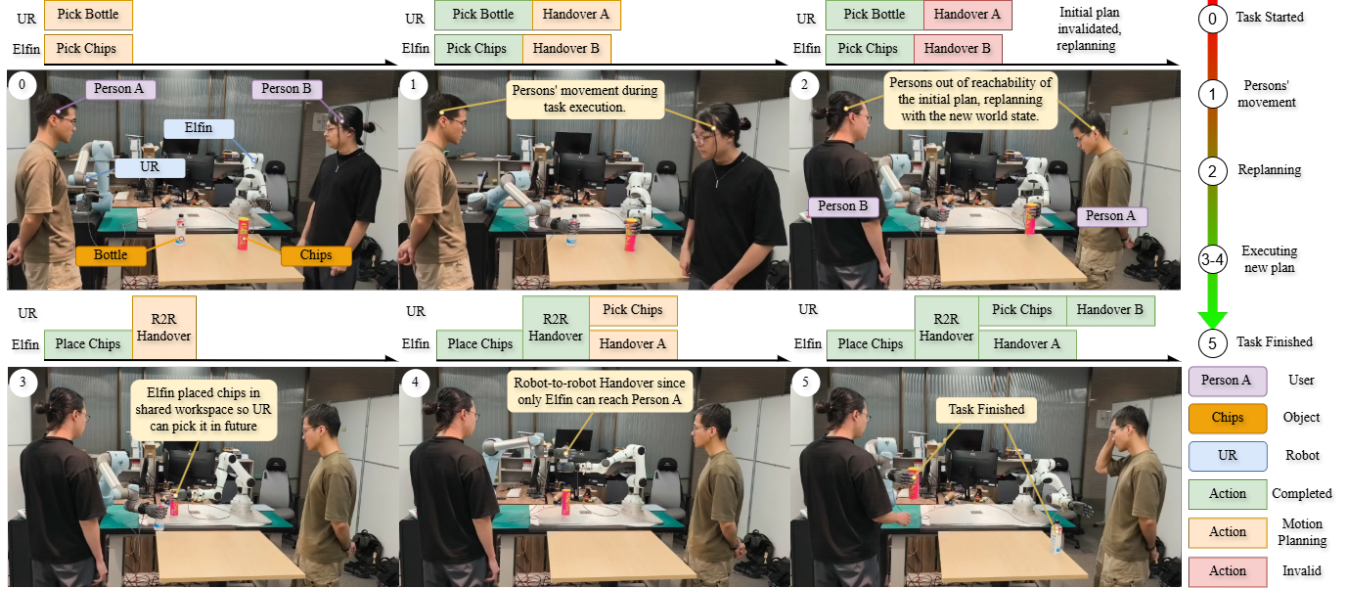 UR
Pick Bottle
Elfin
Pick Chips
UR
Pick Bottle
Handover A
Elfin
Pick Chips
Handover B
UR
Pick Bottle
Handover A
Elfin
Pick Chips
Handover B
Initial plan
invalidated,
replanning
0
Person A
Person B
Elfin
UR
Bottle
Chips
1
Persons' movement during
task execution.
2
Persons out of reachability of
the initial plan, replanning
with the new world state.
Person B
Person A
UR
Elfin
Place Chips
R2R
Handover
UR
Elfin
Place Chips
R2R
Handover
Pick Chips
Handover A
UR
Elfin
Place Chips
R2R
Handover
Pick Chips
Handover B
Handover A
3
Elfin placed chips in
shared workspace so UR
can pick it in future
4
Robot-to-robot Handover since
only Elfin can reach Person A
5
Task Finished
0
Task Started
1
Persons'
movement
2
Replanning
3-4
Executing
new plan
5
Task Finished
Person A
User
Chips
Object
UR
Robot
Action
Completed
Action
Motion
Planning
Action
Invalid